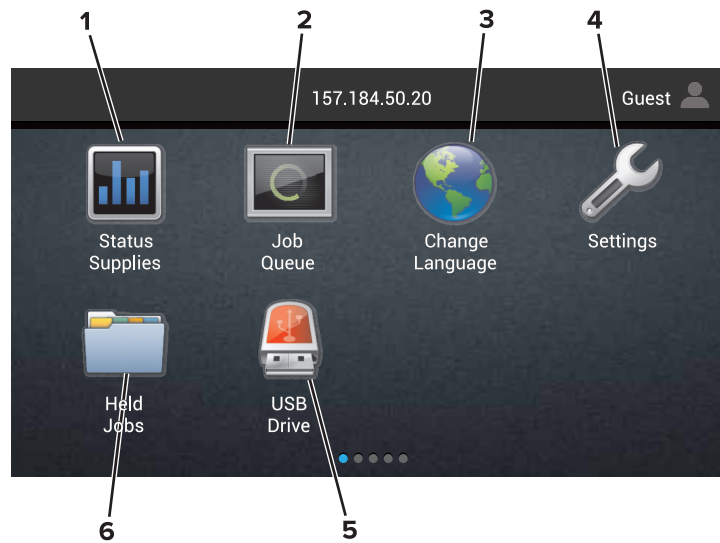 1 2 3 4
157.184.50.20 Guest
Status Job Change Settings
Supplies Queue Language
Held USB
Jobs Drive
6 5